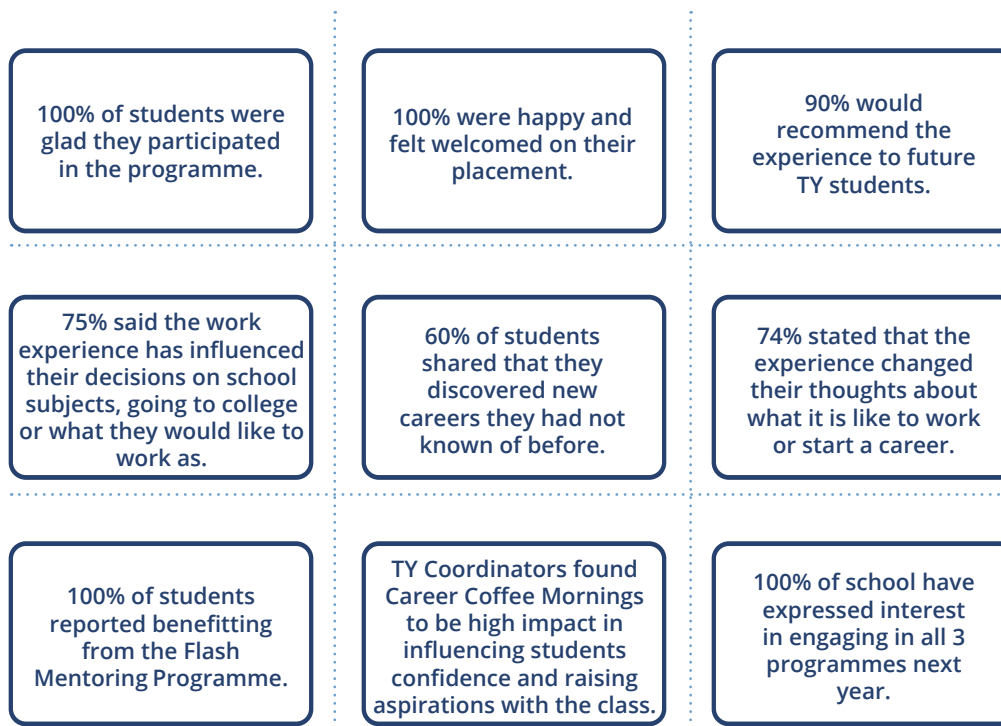 100% of students were
glad they participated
in the programme.
100% were happy and
felt welcomed on their
placement.
90% would
recommend the
experience to future
TY students.
75% said the work
experience has influenced
their decisions on school
subjects, going to college
or what they would like to
work as.
60% of students
shared that they
discovered new
careers they had not
known of before.
74% stated that the
experience changed
their thoughts about
what it is like to work
or start a career.
100% of students
reported benefitting
from the Flash
Mentoring Programme.
TY Coordinators found
Career Coffee Mornings
to be high impact in
influencing students
confidence and raising
aspirations with the class.
100% of school have
expressed interest
in engaging in all 3
programmes next
year.